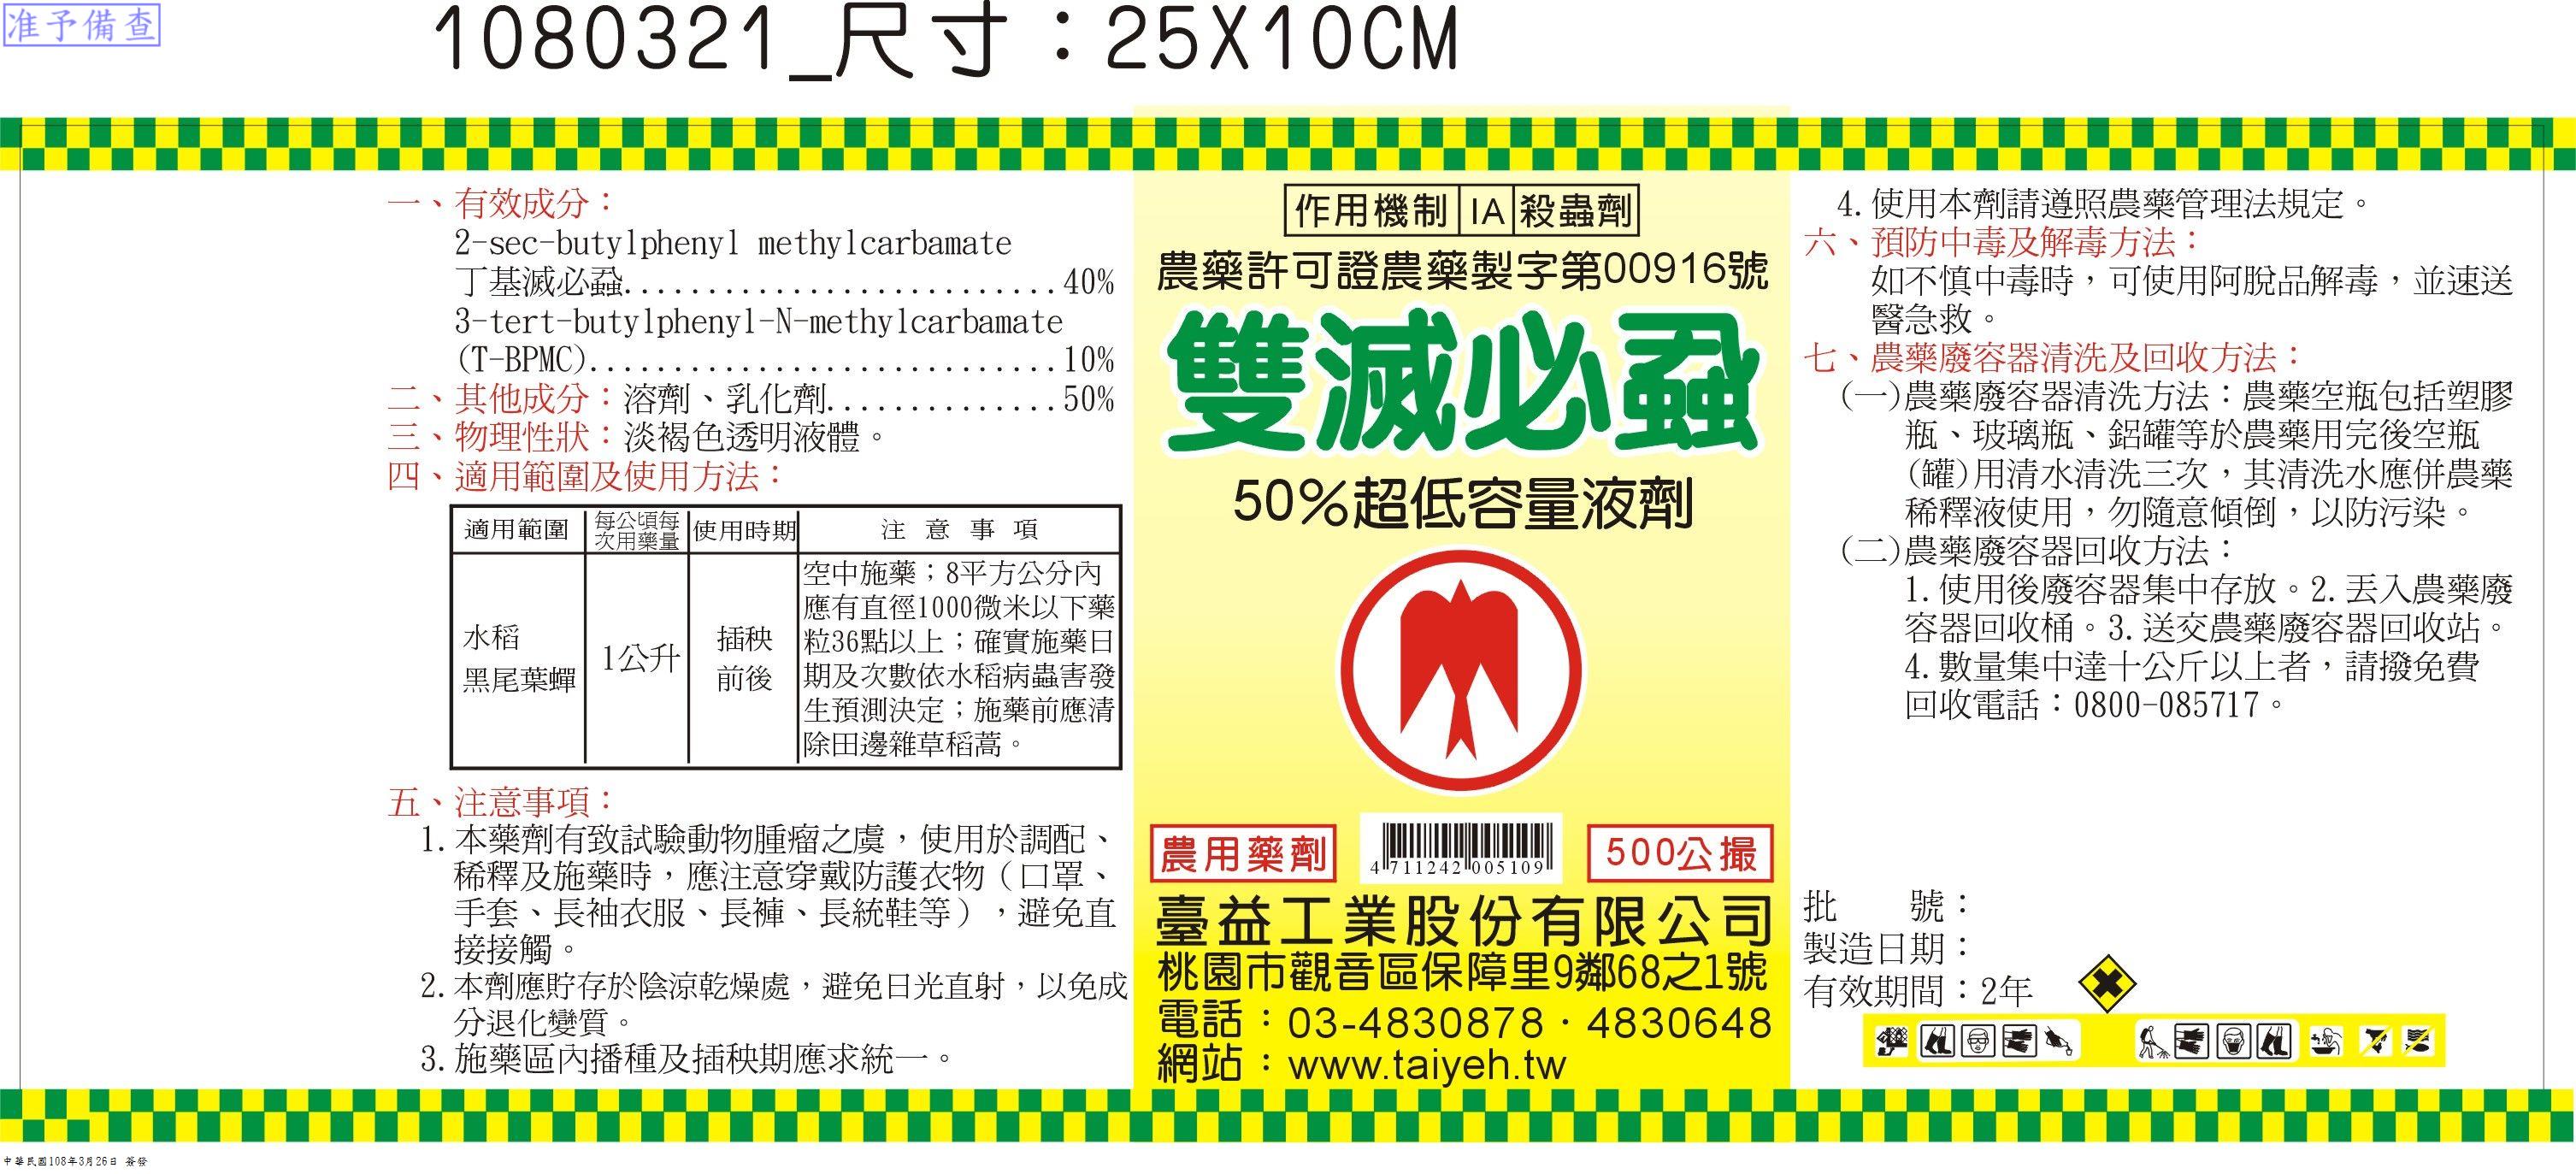 准予備查
1080321_尺寸：25X10CM
一、有效成分：
2-sec-butylphenyl methylcarbamate
丁基滅必蝨..........................40%
3-tert-butylphenyl-N-methylcarbamate
(T-BPMC)............................10%
二、其他成分：溶劑、乳化劑..............50%
三、物理性狀：淡褐色透明液體。
四、適用範圍及使用方法：
適用範圍 每公頃每次用藥量 使用時期 注意事項
水稻
黑尾葉蟬
1公升
插秧
前後
空中施藥；8平方公分內
應有直徑1000微米以下藥
粒36點以上；確實施藥日
期及次數依水稻病蟲害發
生預測決定；施藥前應清
除田邊雜草稻藁。
五、注意事項：
1.本藥劑有致試驗動物腫瘤之虞，使用於調配、
稀釋及施藥時，應注意穿戴防護衣物（口罩、
手套、長袖衣服、長褲、長統鞋等），避免直
接接觸。
2.本劑應貯存於陰涼乾燥處，避免日光直射，以免成
分退化變質。
3.施藥區內播種及插秧期應求統一。
作用機制 IA 殺蟲劑
農藥許可證農藥製字第00916號
雙滅必蝨
50%超低容量液劑
農用藥劑
4 711242 005109
500公撮
臺益工業股份有限公司
桃園市觀音區保障里9鄰68之1號
電話：03-4830878．4830648
網站：www.taiyeh.tw
4.使用本劑請遵照農藥管理法規定。
六、預防中毒及解毒方法：
如不慎中毒時，可使用阿脫品解毒，並速送
醫急救。
七、農藥廢容器清洗及回收方法：
(一)農藥廢容器清洗方法：農藥空瓶包括塑膠
瓶、玻璃瓶、鋁罐等於農藥用完後空瓶
(罐)用清水清洗三次，其清洗水應併農藥
稀釋液使用，勿隨意傾倒，以防污染。
(二)農藥廢容器回收方法：
1.使用後廢容器集中存放。2.丟入農藥廢
容器回收桶。3.送交農藥廢容器回收站。
4.數量集中達十公斤以上者，請撥免費
回收電話：0800-085717。
批　　號：
製造日期：
有效期間：2年
中華民國108年3月26日 簽發